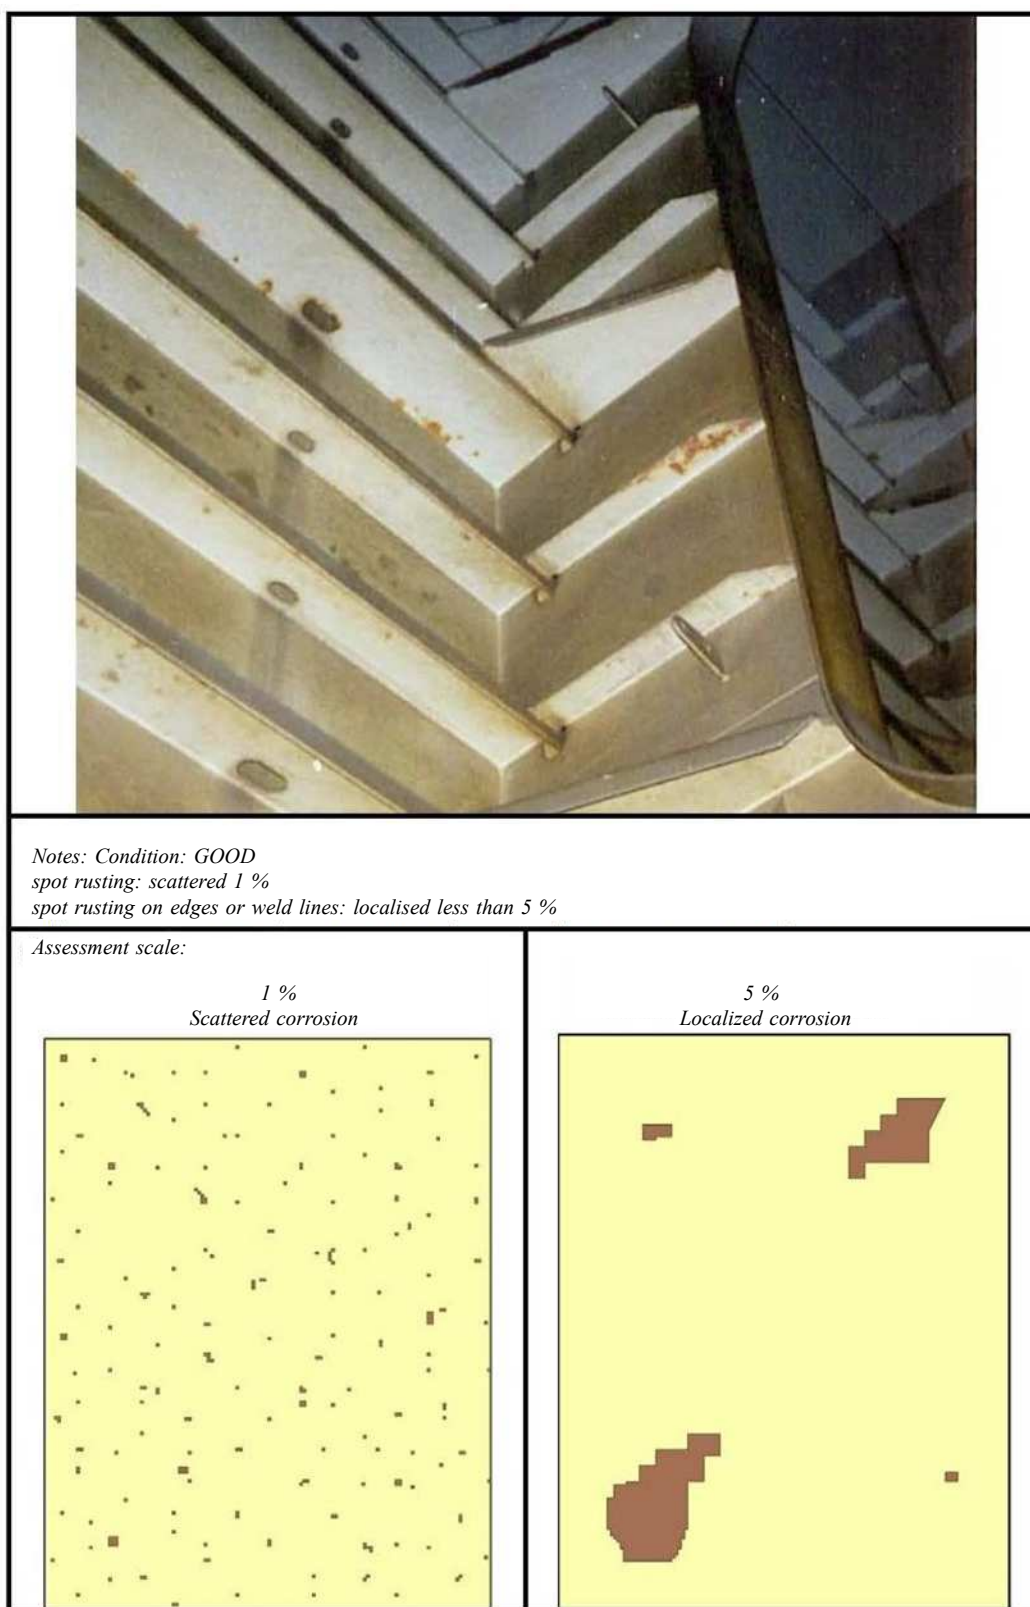 Notes: Condition: GOOD
spot rusting: scattered 1 %
spot rusting on edges or weld lines: localised less than 5 %
Assessment scale:
1 %
Scattered corrosion
5 %
Localized corrosion